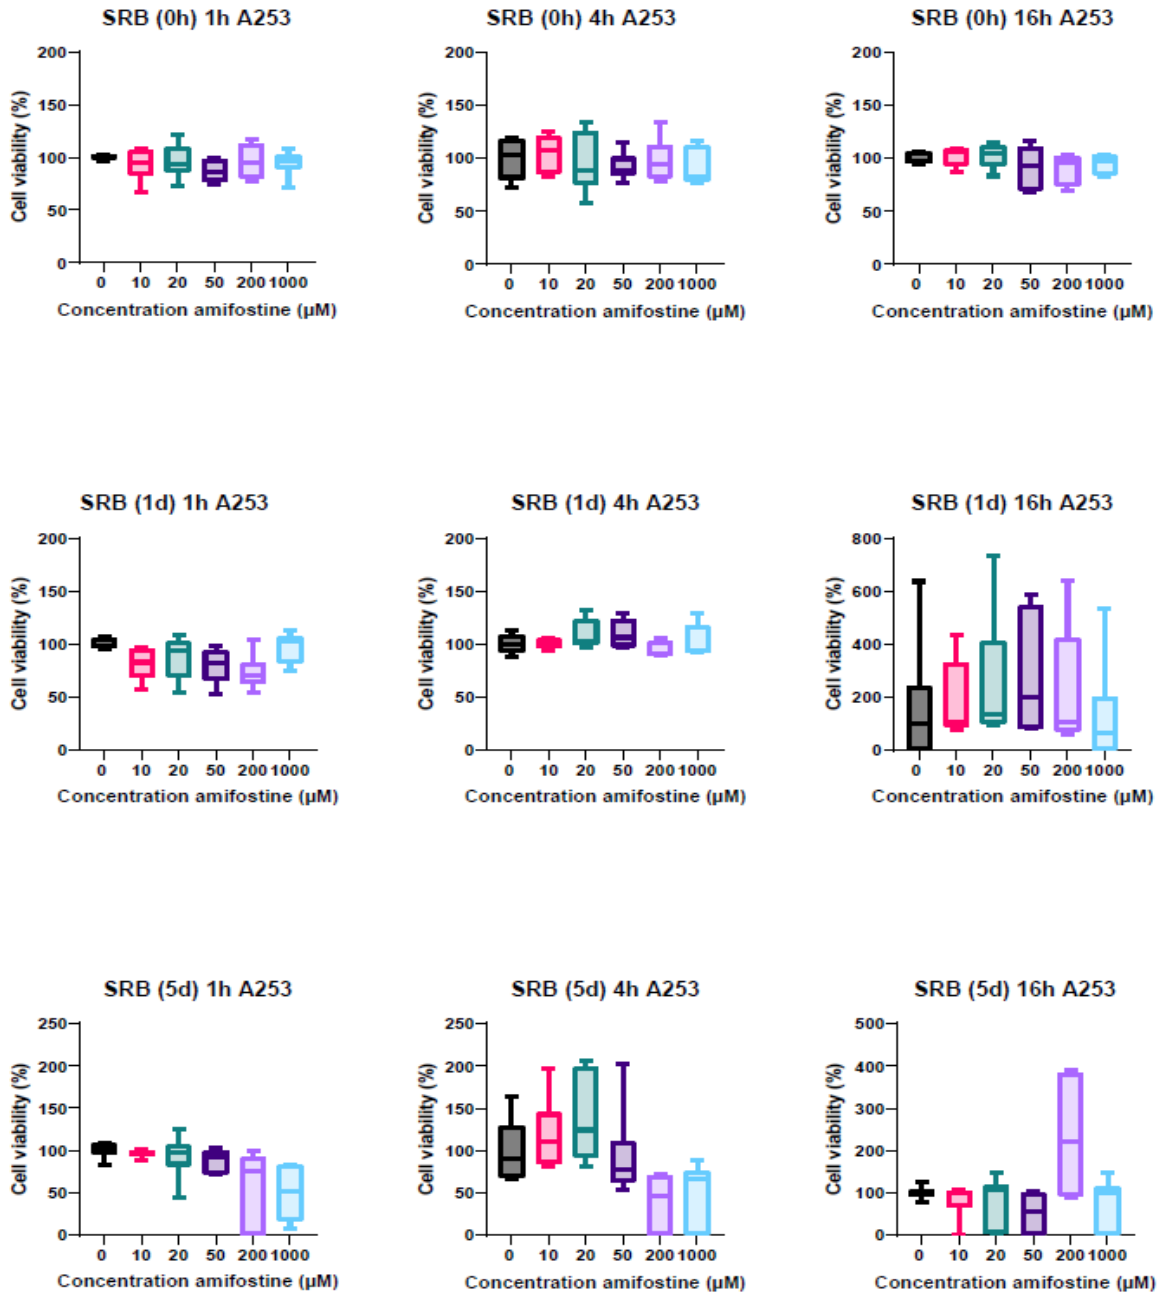 SRB (0h) 1h A253
200
150
100
50
0
Cell viability (%)
0 10 20 50 200 1000
Concentration amifostine (µM)
SRB (0h) 4h A253
200
150
100
50
0
Cell viability (%)
0 10 20 50 200 1000
Concentration amifostine (µM)
SRB (0h) 16h A253
200
150
100
50
0
Cell viability (%)
0 10 20 50 200 1000
Concentration amifostine (µM)
SRB (1d) 1h A253
200
150
100
50
0
Cell viability (%)
0 10 20 50 200 1000
Concentration amifostine (µM)
SRB (1d) 4h A253
200
150
100
50
0
Cell viability (%)
0 10 20 50 200 1000
Concentration amifostine (µM)
SRB (1d) 16h A253
800
600
400
200
0
Cell viability (%)
0 10 20 50 200 1000
Concentration amifostine (µM)
SRB (5d) 1h A253
250
200
150
100
50
0
Cell viability (%)
0 10 20 50 200 1000
Concentration amifostine (µM)
SRB (5d) 4h A253
250
200
150
100
50
0
Cell viability (%)
0 10 20 50 200 1000
Concentration amifostine (µM)
SRB (5d) 16h A253
500
400
300
200
100
0
Cell viability (%)
0 10 20 50 200 1000
Concentration amifostine (µM)